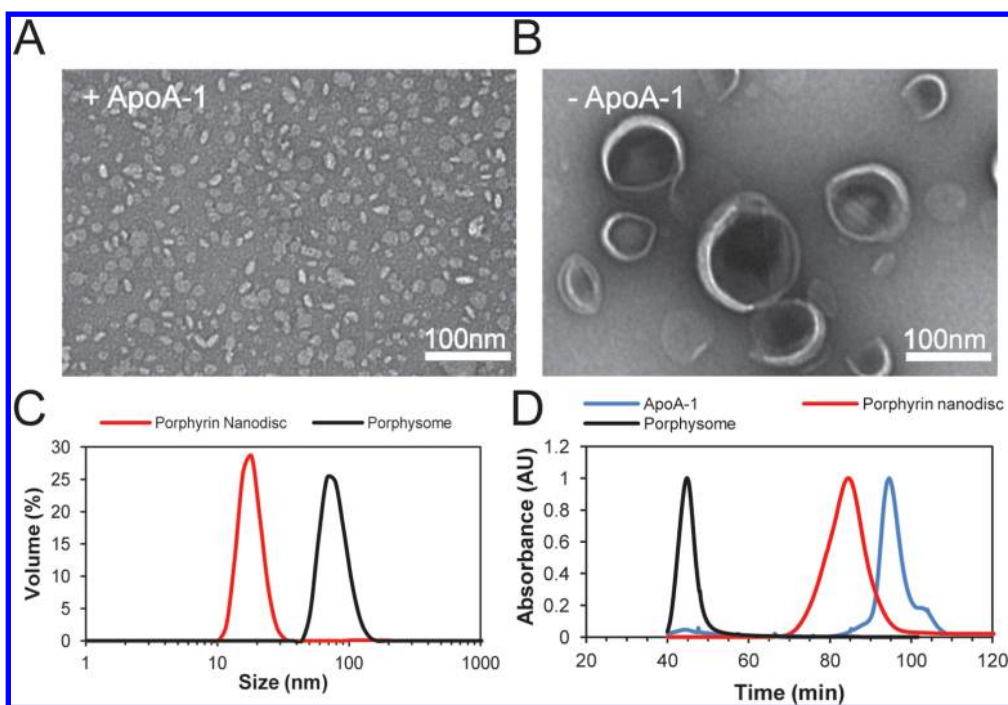 A
+ ApoA-1
100nm
B
- ApoA-1
100nm
C
Porphyrin Nanodisc Porphysome
30
25
20
15
10
5
0
Volume (%)
1 10 100 1000
Size (nm)
D
ApoA-1 Porphyrin nanodisc
Porphysome
1.2
1
0.8
0.6
0.4
0.2
0
Absorbance (AU)
20 40 60 80 100 120
Time (min)